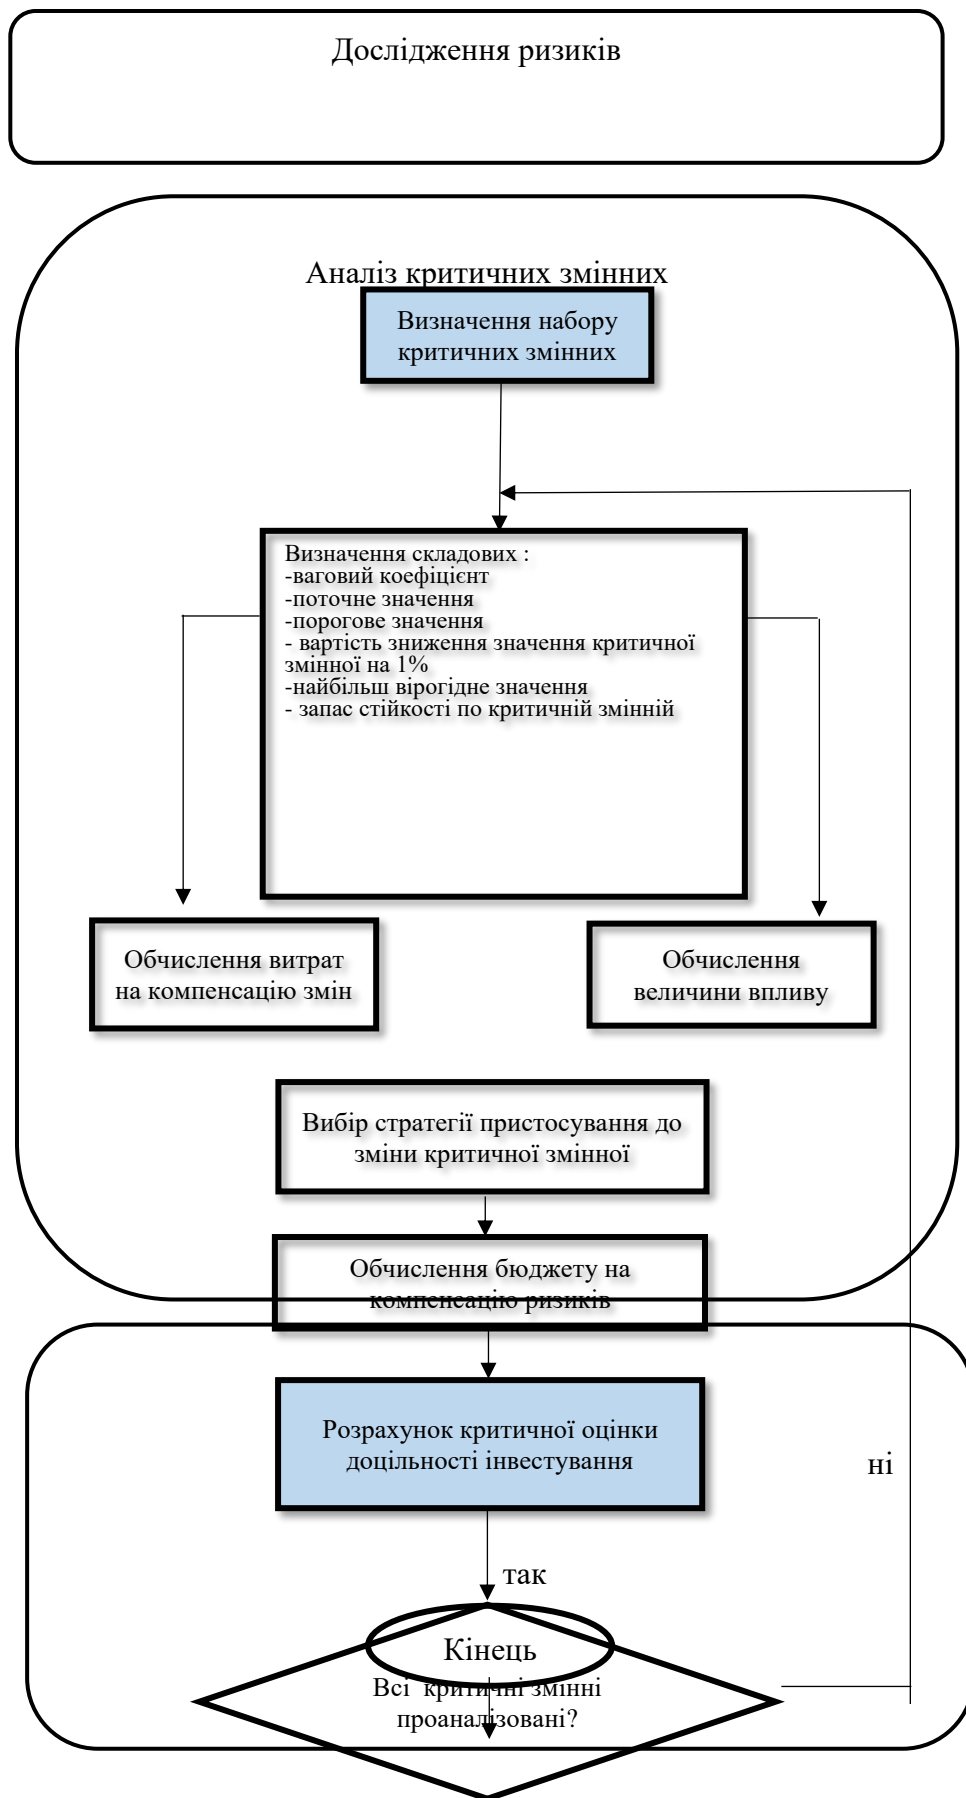 Дослідження ризиків
Аналіз критичних змінних
Визначення набору
критичних змінних
Визначення складових :
-ваговий коефіцієнт
-поточне значення
-порогове значення
- вартість зниження значення критичної
змінної на 1%
-найбільш вірогідне значення
- запас стійкості по критичній змінній
Обчислення витрат
на компенсацію змін
Обчислення
величини впливу
Вибір стратегії пристосування до
зміни критичної змінної
Обчислення бюджету на
компенсацію ризиків
Розрахунок критичної оцінки
доцільності інвестування
ні
так
Кінець
Всі критичні змінні
проаналізовані?